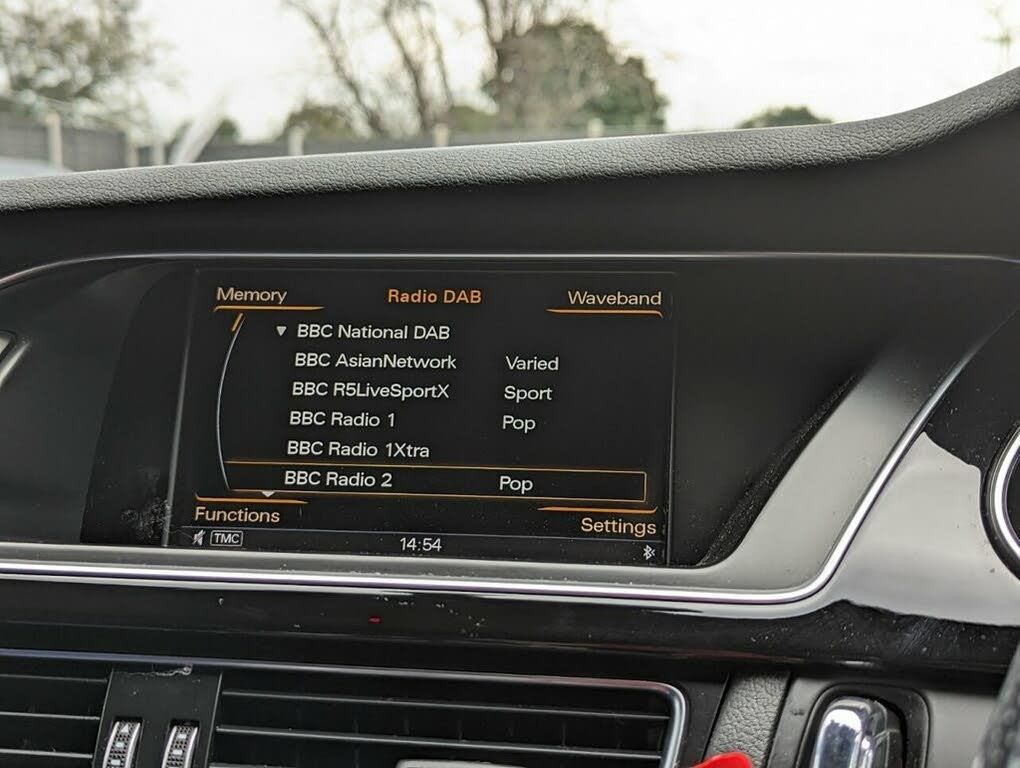 Memory Radio DAB Waveband
BBC National DAB
BBC AsianNetwork Varied
BBC R5LiveSportX Sport
BBC Radio 1 Pop
BBC Radio 1Xtra
BBC Radio 2 Pop
Functions Settings
TMC 14:54